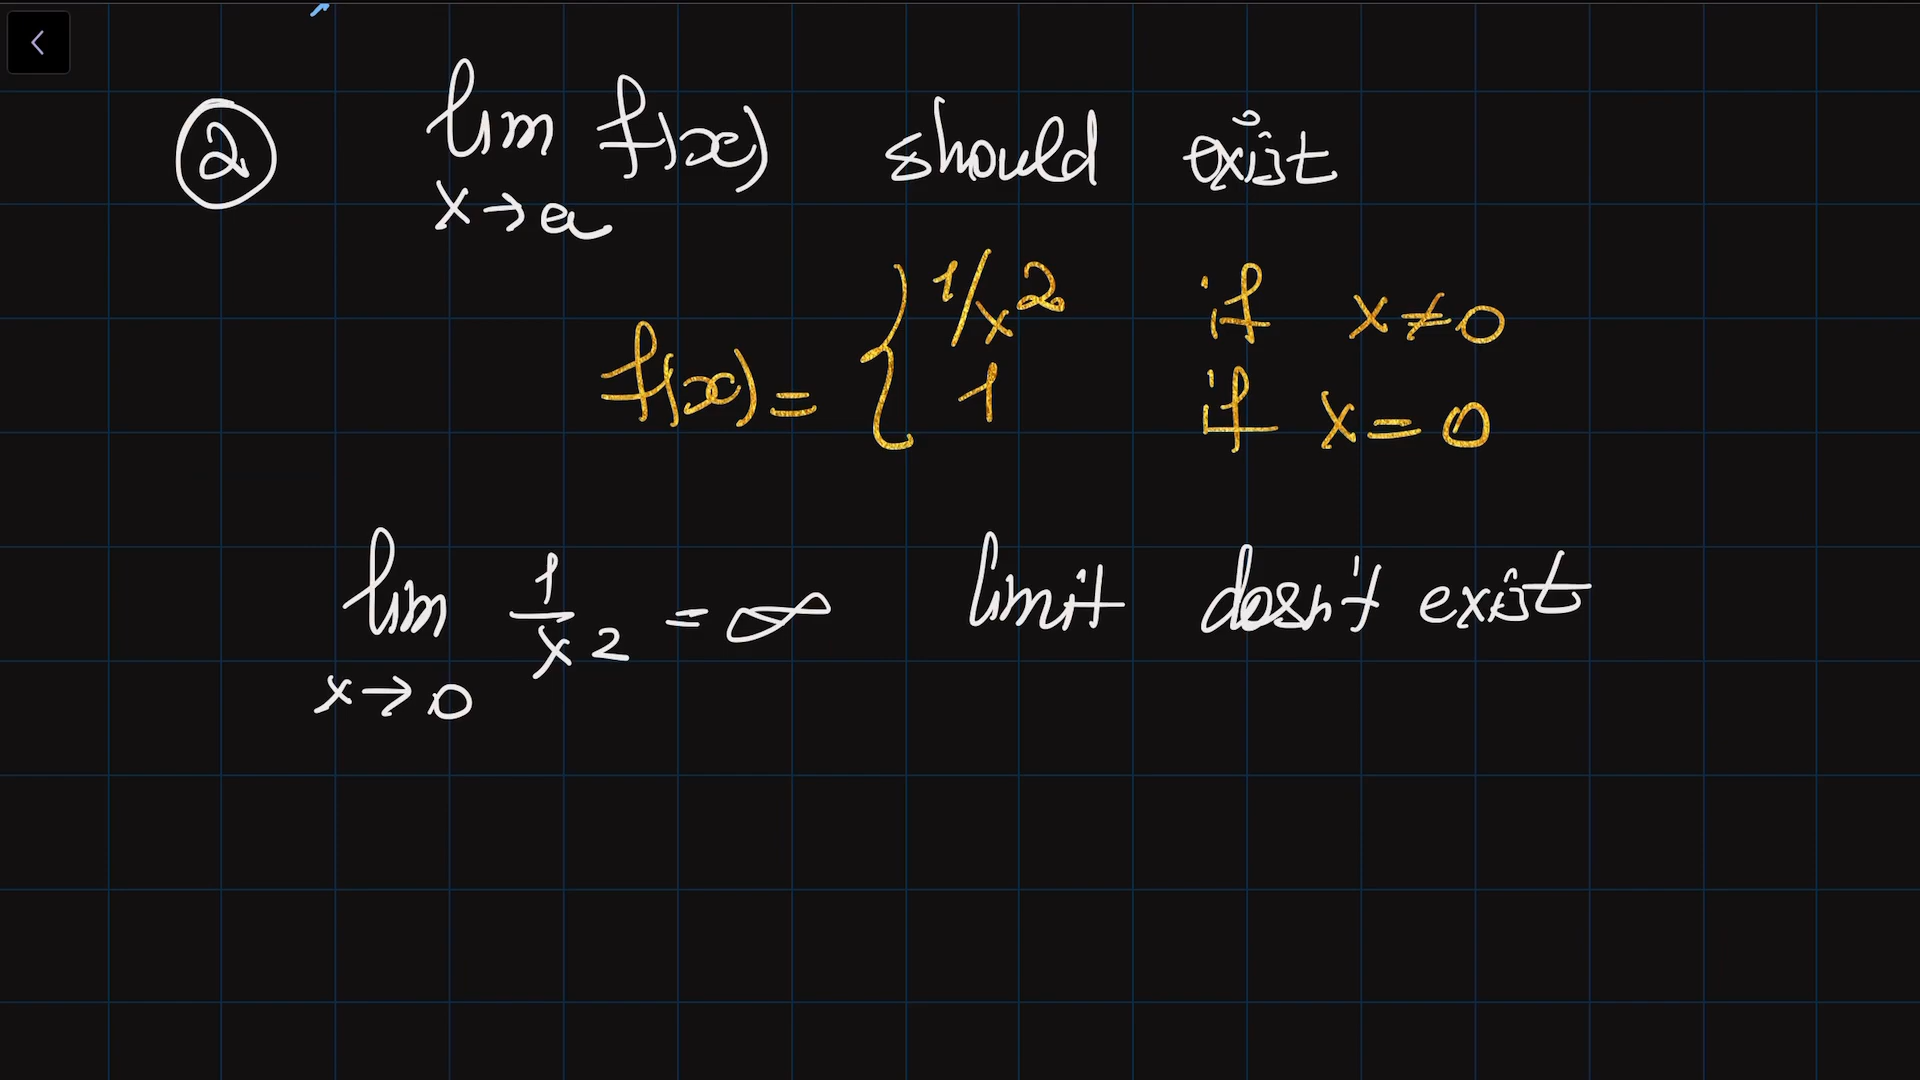 ② lim f(x) should exist
x→a
f(x) = { 1/x² if x≠0
1 if x=0
lim 1/x² = ∞ limit doesn't exist
x→0